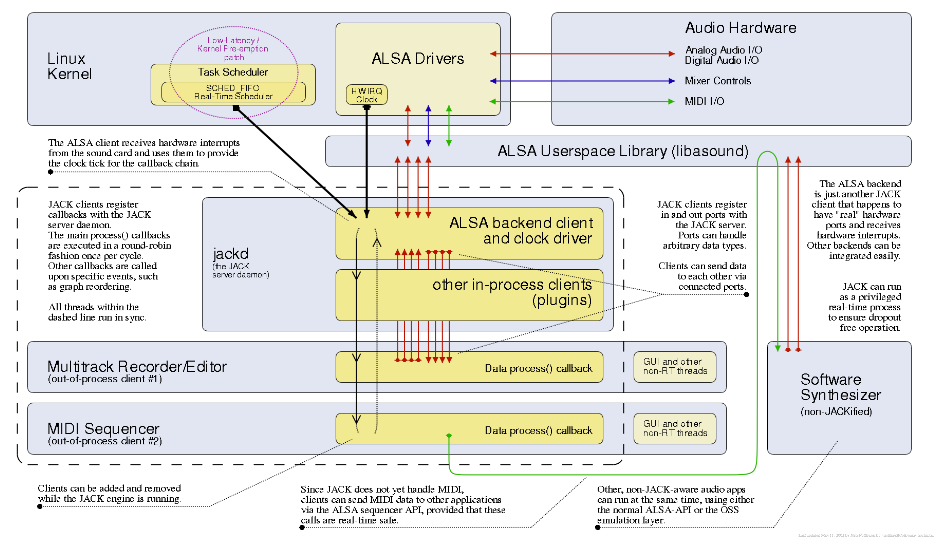 Linux
Kernel
Low Latency /
Kernel Pre-emption
patch
Task Scheduler
SCHED_FIFO
Real-Time Scheduler
ALSA Drivers
HWIRQ
Clock
Audio Hardware
Analog Audio I/O
Digital Audio I/O
Mixer Controls
MIDI I/O
ALSA Userspace Library (libasound)
The ALSA client receives hardware interrupts
from the sound card and uses them to provide
the clock tick for the callback chain.
JACK clients register
callbacks with the JACK
server daemon.
The main process() callbacks
are executed in a round-robin
fashion once per cycle.
Other callbacks are called
upon specific events, such
as graph reordering.
All threads within the
dashed line run in sync.
jackd
(the JACK
server daemon)
ALSA backend client
and clock driver
other in-process clients
(plugins)
JACK clients register
in and out ports with
the JACK server.
Ports can handle
arbitrary data types.
Clients can send data
to each other via
connected ports.
The ALSA backend
is just another JACK
client that happens to
have "real" hardware
ports and receives
hardware interrupts.
Other backends can be
integrated easily.
JACK can run
as a privileged
real-time process
to ensure dropout
free operation.
Multitrack Recorder/Editor
(out-of-process client #1)
Data process() callback
GUI and other
non-RT threads
MIDI Sequencer
(out-of-process client #2)
Data process() callback
GUI and other
non-RT threads
Software
Synthesizer
(non-JACKified)
Clients can be added and removed
while the JACK engine is running.
Since JACK does not yet handle MIDI,
clients can send MIDI data to other applications
via the ALSA sequencer API, provided that these
calls are real-time safe.
Other, non-JACK-aware audio apps
can run at the same time, using either
the normal ALSA-API or the OSS
emulation layer.